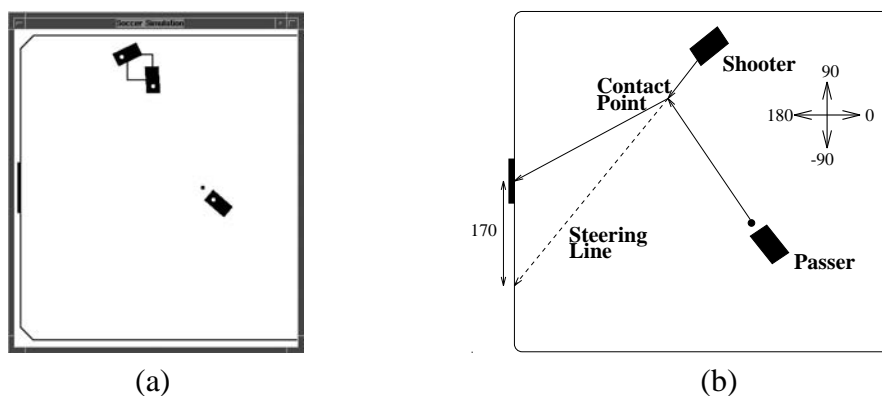 Soccer Simulation
Shooter
Contact
Point
90
180
0
-90
170
Steering
Line
Passer
(a)
(b)